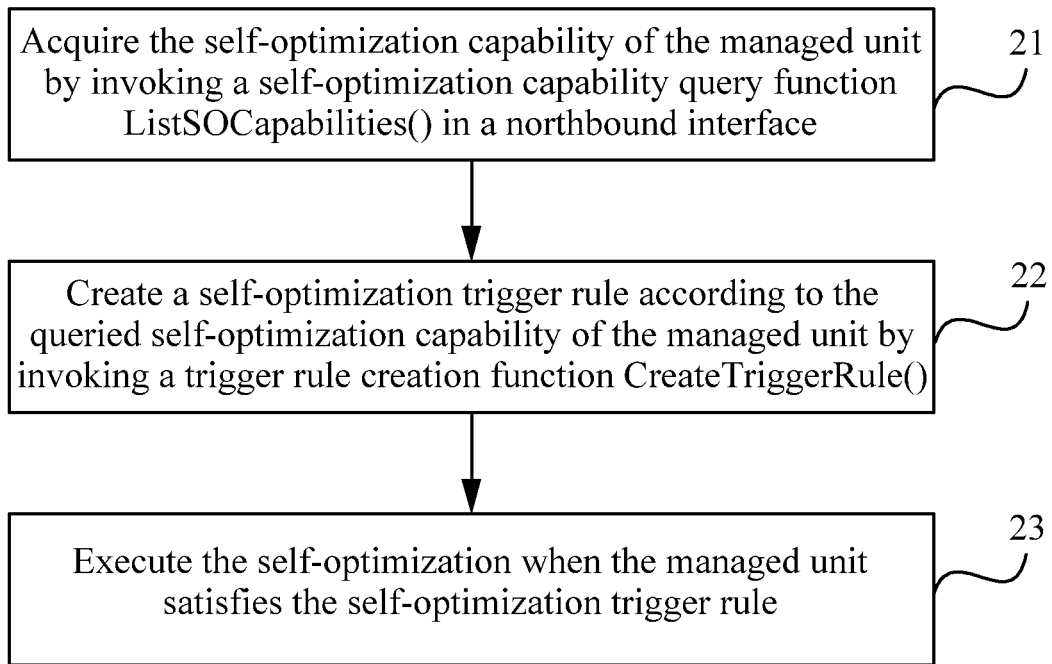 Acquire the self-optimization capability of the managed unit
by invoking a self-optimization capability query function
ListSOCapabilities() in a northbound interface
21
Create a self-optimization trigger rule according to the
queried self-optimization capability of the managed unit by
invoking a trigger rule creation function CreateTriggerRule()
22
Execute the self-optimization when the managed unit
satisfies the self-optimization trigger rule
23